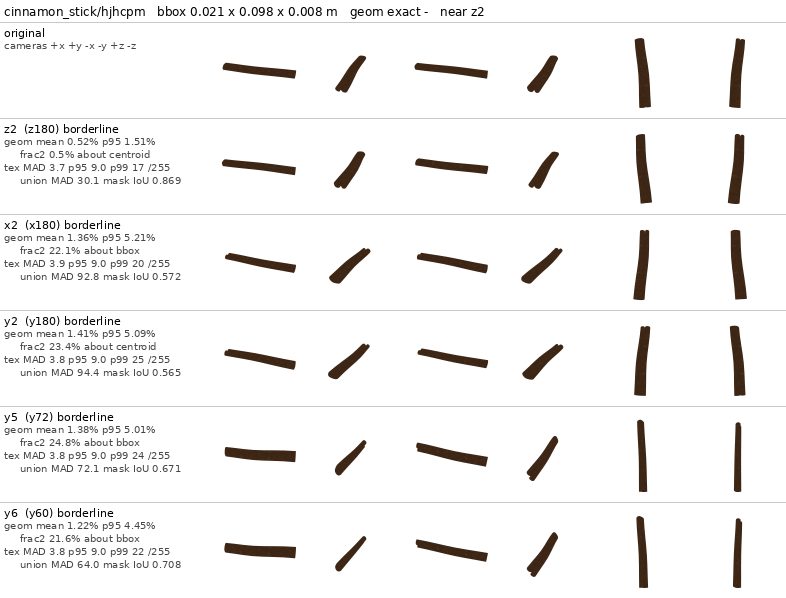 cinnamon_stick/hjhcpm bbox 0.021 x 0.098 x 0.008 m geom exact - near z2
original
cameras +x +y -x -y +z -z
z2 (z180) borderline
geom mean 0.52% p95 1.51%
frac2 0.5% about centroid
tex MAD 3.7 p95 9.0 p99 17 /255
union MAD 30.1 mask IoU 0.869
x2 (x180) borderline
geom mean 1.36% p95 5.21%
frac2 22.1% about bbox
tex MAD 3.9 p95 9.0 p99 20 /255
union MAD 92.8 mask IoU 0.572
y2 (y180) borderline
geom mean 1.41% p95 5.09%
frac2 23.4% about centroid
tex MAD 3.8 p95 9.0 p99 25 /255
union MAD 94.4 mask IoU 0.565
y5 (y72) borderline
geom mean 1.38% p95 5.01%
frac2 24.8% about bbox
tex MAD 3.8 p95 9.0 p99 24 /255
union MAD 72.1 mask IoU 0.671
y6 (y60) borderline
geom mean 1.22% p95 4.45%
frac2 21.6% about bbox
tex MAD 3.8 p95 9.0 p99 22 /255
union MAD 64.0 mask IoU 0.708